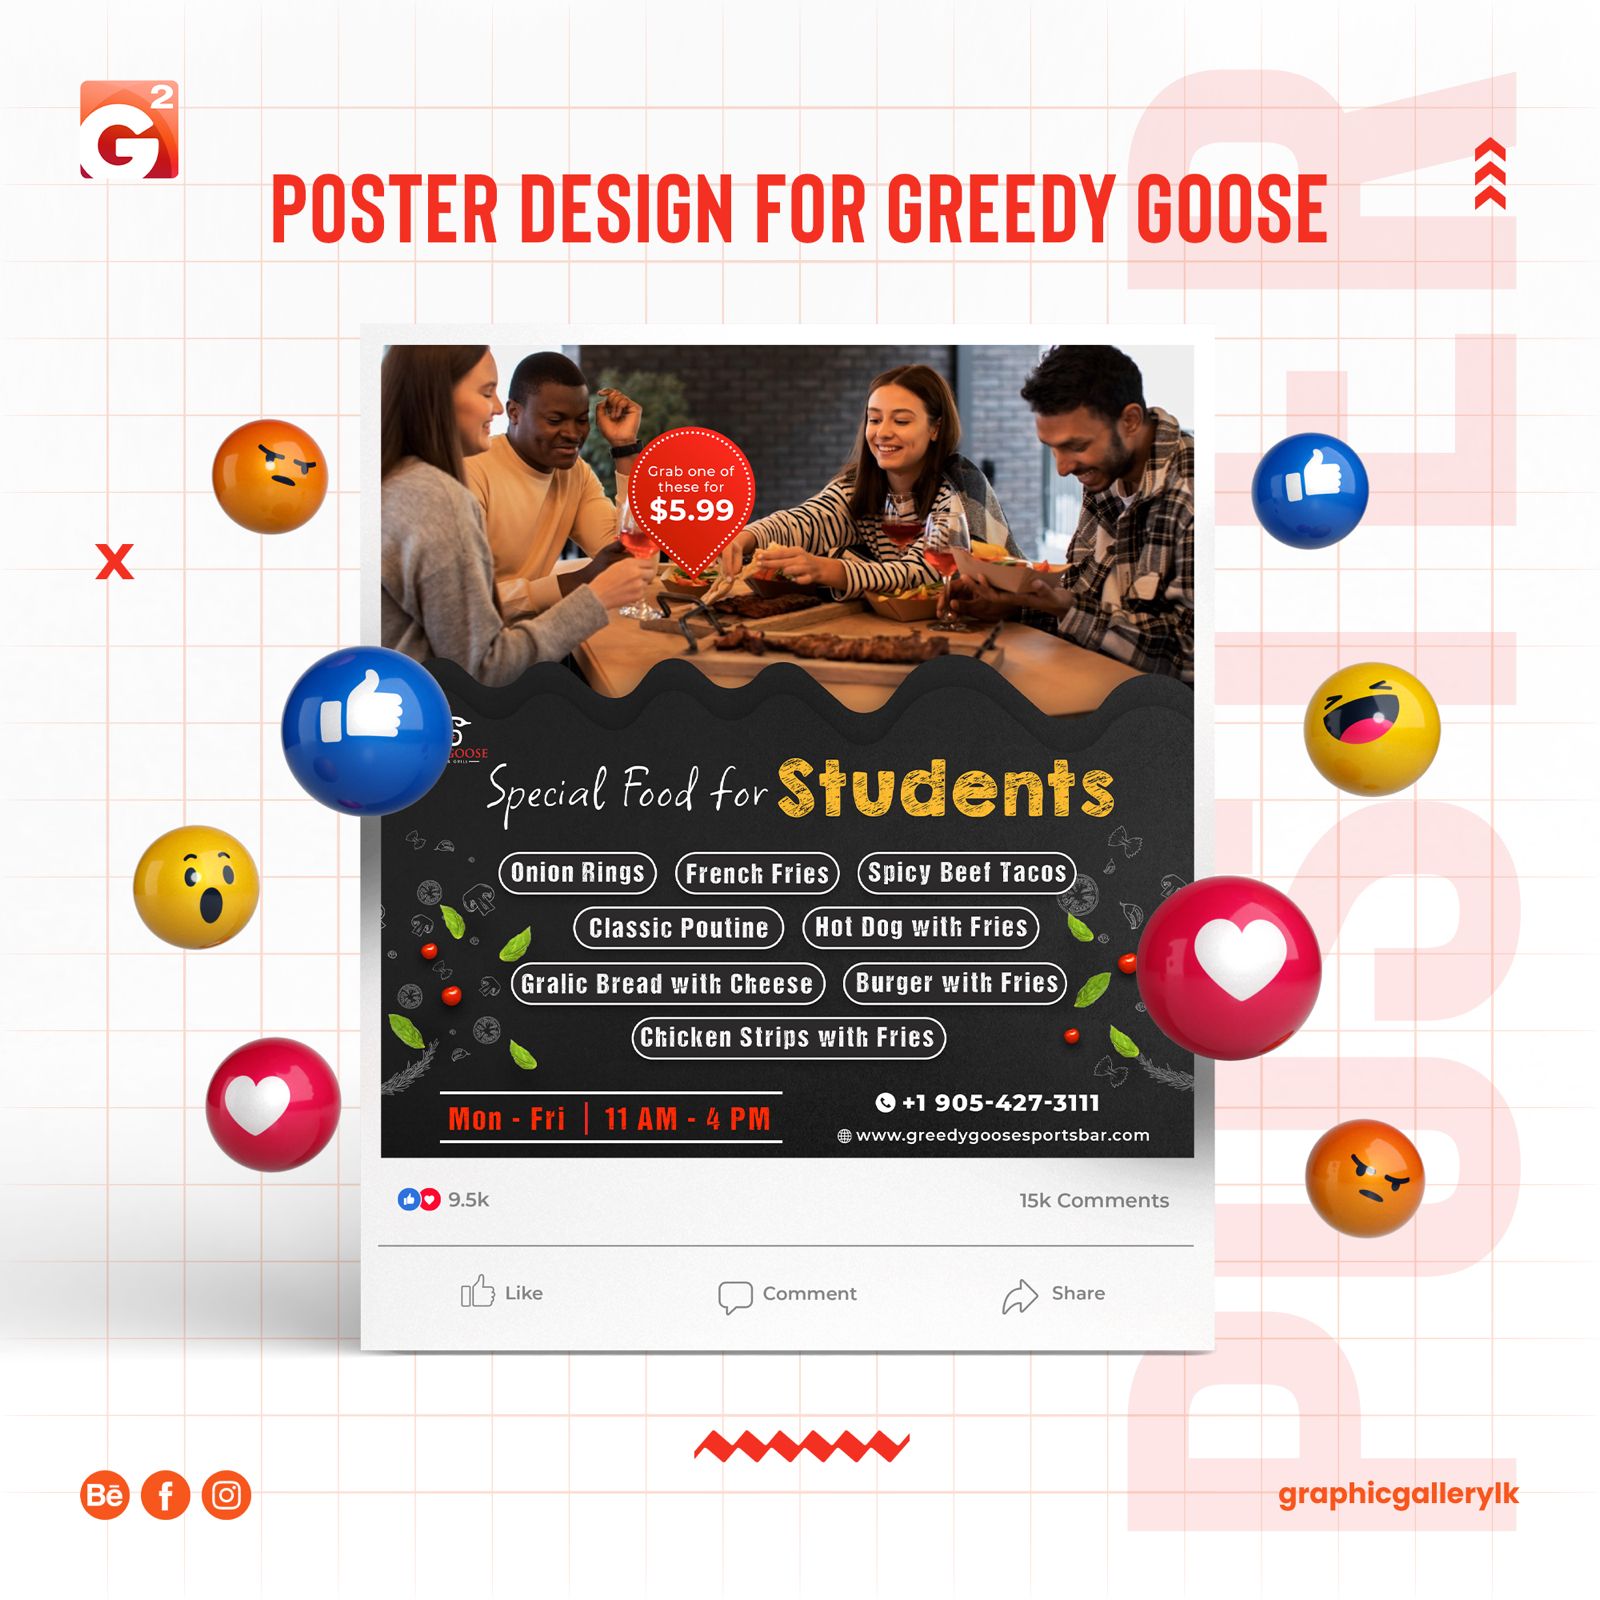 G2
POSTER DESIGN FOR GREEDY GOOSE
POSTER
Grab one of
these for
$5.99
GOOSE
Special Food for Students
Onion Rings French Fries Spicy Beef Tacos
Classic Poutine Hot Dog with Fries
Gralic Bread with Cheese Burger with Fries
Chicken Strips with Fries
Mon - Fri | 11 AM - 4 PM
+1 905-427-3111
www.greedygoosesportsbar.com
9.5k 15k Comments
Like Comment Share
x
Bē f
graphicgallerylk